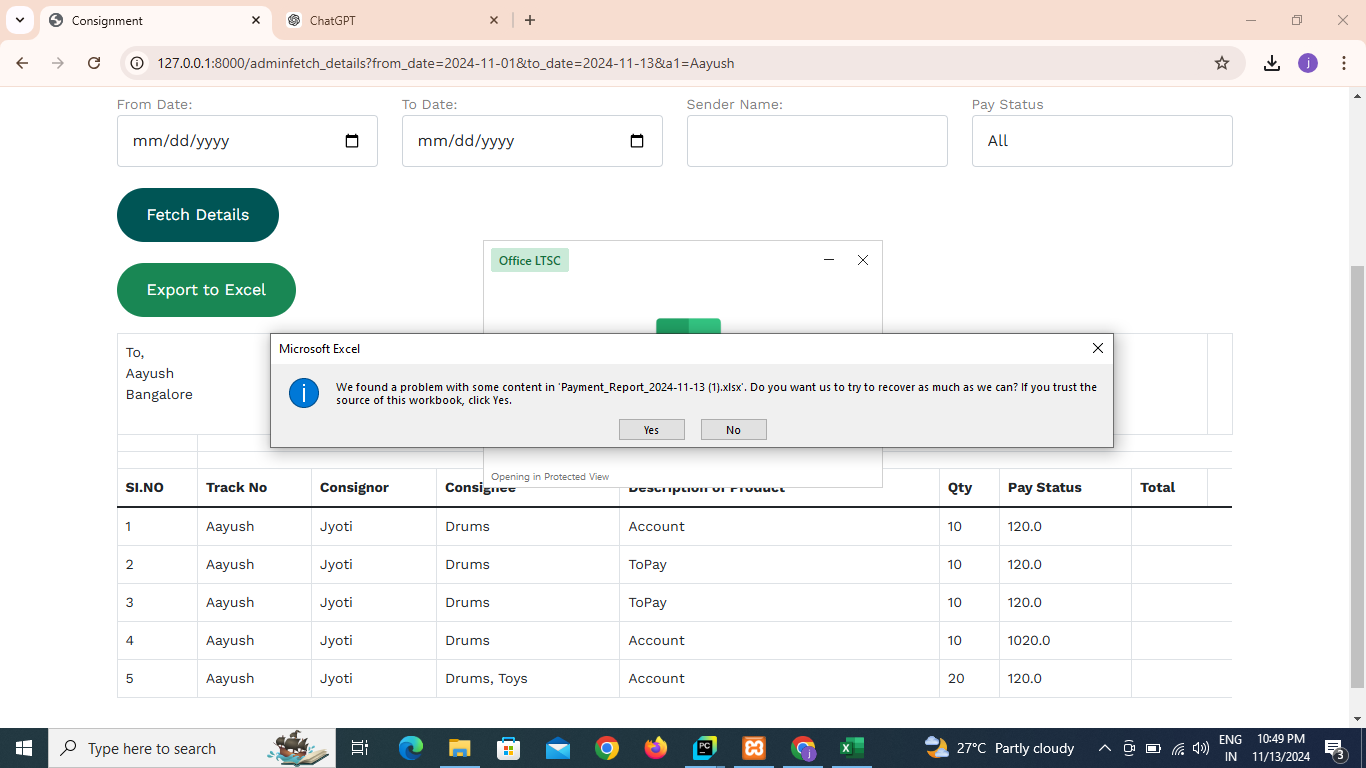 Consignment
ChatGPT
127.0.0.1:8000/adminfetch_details?from_date=2024-11-01&to_date=2024-11-13&a1=Aayush
j
From Date: To Date: Sender Name: Pay Status
mm/dd/yyyy mm/dd/yyyy All
Fetch Details
Office LTSC
Export to Excel
To,
Aayush
Bangalore
Microsoft Excel
We found a problem with some content in 'Payment_Report_2024-11-13 (1).xlsx'. Do you want us to try to recover as much as we can? If you trust the
source of this workbook, click Yes.
Yes No
Opening in Protected View
SI.NO Track No Consignor Consignee Description of Product Qty Pay Status Total
1 Aayush Jyoti Drums Account 10 120.0
2 Aayush Jyoti Drums ToPay 10 120.0
3 Aayush Jyoti Drums ToPay 10 120.0
4 Aayush Jyoti Drums Account 10 1020.0
5 Aayush Jyoti Drums, Toys Account 20 120.0
Type here to search
PC
j
27°C Partly cloudy
ENG
IN
10:49 PM
11/13/2024
3